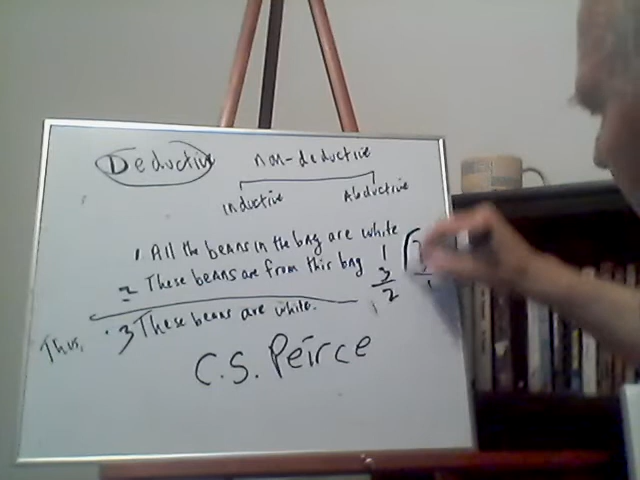 Deductive non-deductive
Inductive Abductive
1 All the beans in the bag are white
2 These beans are from this bag
Thus, 3 These beans are white.
1
3
2
C.S. Peirce